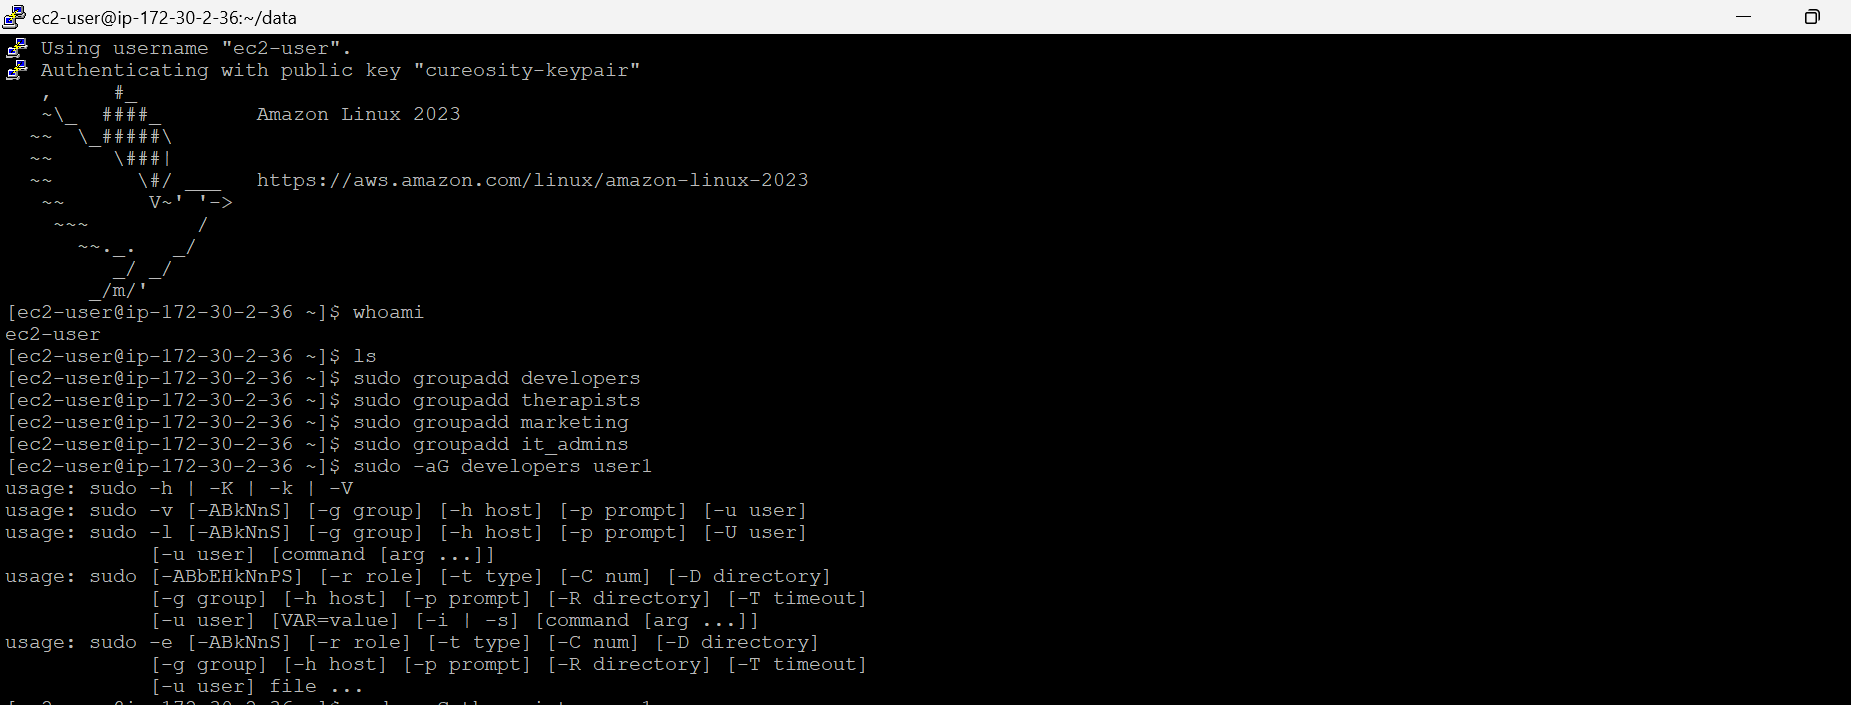 ec2-user@ip-172-30-2-36:~/data
Using username "ec2-user".
Authenticating with public key "cureosity-keypair"
   ,     #_
   ~\_  ####_        Amazon Linux 2023
  ~~  \_#####\
  ~~     \###|
  ~~       \#/ ___   https://aws.amazon.com/linux/amazon-linux-2023
   ~~       V~' '->
    ~~~         /
      ~~._.   _/
         _/ _/
       _/m/'
[ec2-user@ip-172-30-2-36 ~]$ whoami
ec2-user
[ec2-user@ip-172-30-2-36 ~]$ ls
[ec2-user@ip-172-30-2-36 ~]$ sudo groupadd developers
[ec2-user@ip-172-30-2-36 ~]$ sudo groupadd therapists
[ec2-user@ip-172-30-2-36 ~]$ sudo groupadd marketing
[ec2-user@ip-172-30-2-36 ~]$ sudo groupadd it_admins
[ec2-user@ip-172-30-2-36 ~]$ sudo -aG developers user1
usage: sudo -h | -K | -k | -V
usage: sudo -v [-ABkNnS] [-g group] [-h host] [-p prompt] [-u user]
usage: sudo -l [-ABkNnS] [-g group] [-h host] [-p prompt] [-U user]
            [-u user] [command [arg ...]]
usage: sudo [-ABbEHkNnPS] [-r role] [-t type] [-C num] [-D directory]
            [-g group] [-h host] [-p prompt] [-R directory] [-T timeout]
            [-u user] [VAR=value] [-i | -s] [command [arg ...]]
usage: sudo -e [-ABkNnS] [-r role] [-t type] [-C num] [-D directory]
            [-g group] [-h host] [-p prompt] [-R directory] [-T timeout]
            [-u user] file ...